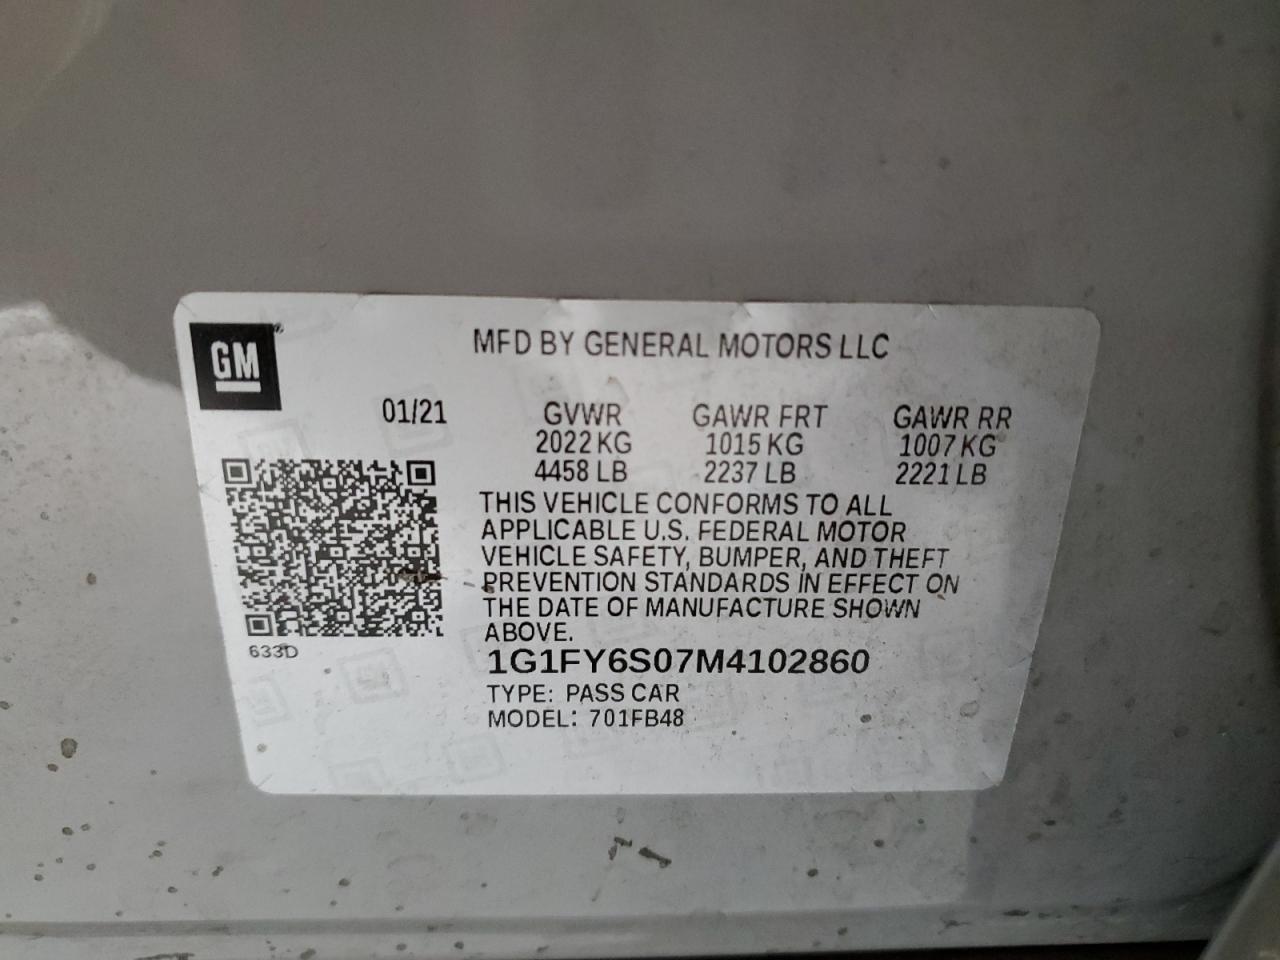 GM
MFD BY GENERAL MOTORS LLC
01/21 GVWR GAWR FRT GAWR RR
2022 KG 1015 KG 1007 KG
4458 LB 2237 LB 2221 LB
THIS VEHICLE CONFORMS TO ALL
APPLICABLE U.S. FEDERAL MOTOR
VEHICLE SAFETY, BUMPER, AND THEFT
PREVENTION STANDARDS IN EFFECT ON
THE DATE OF MANUFACTURE SHOWN
ABOVE.
633D
1G1FY6S07M4102860
TYPE: PASS CAR
MODEL: 701FB48